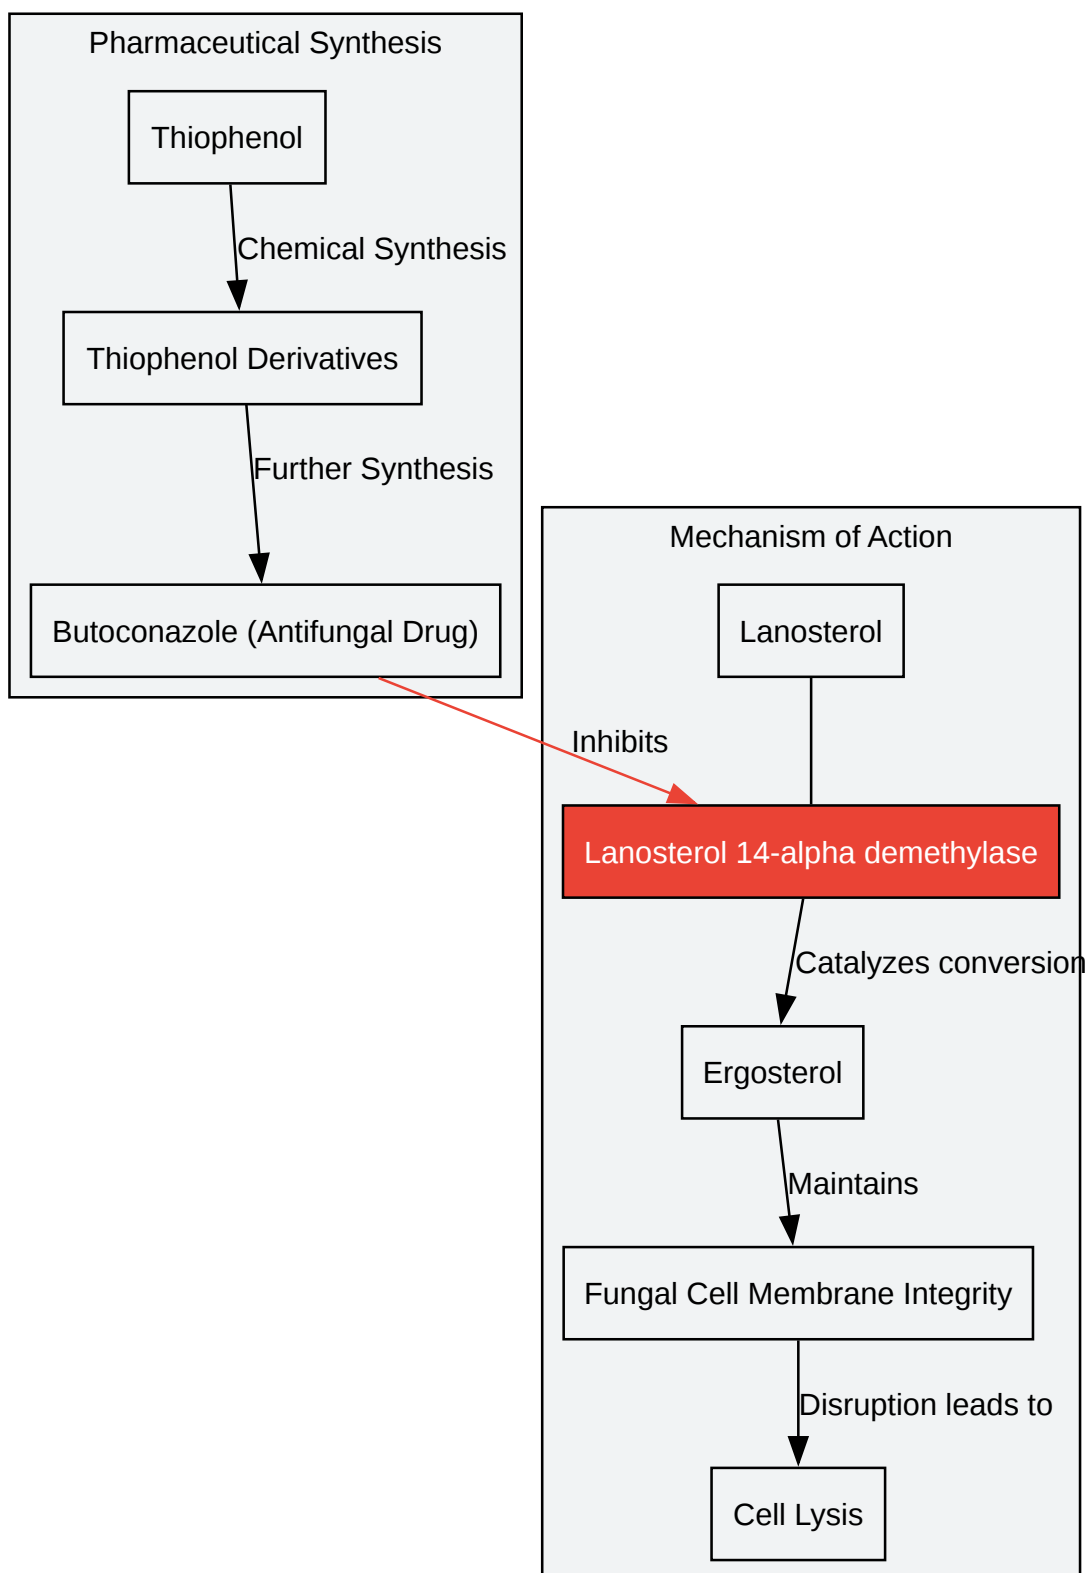 Pharmaceutical Synthesis
Thiophenol
Chemical Synthesis
Thiophenol Derivatives
Further Synthesis
Butoconazole (Antifungal Drug)
Inhibits
Mechanism of Action
Lanosterol
Lanosterol 14-alpha demethylase
Catalyzes conversion
Ergosterol
Maintains
Fungal Cell Membrane Integrity
Disruption leads to
Cell Lysis